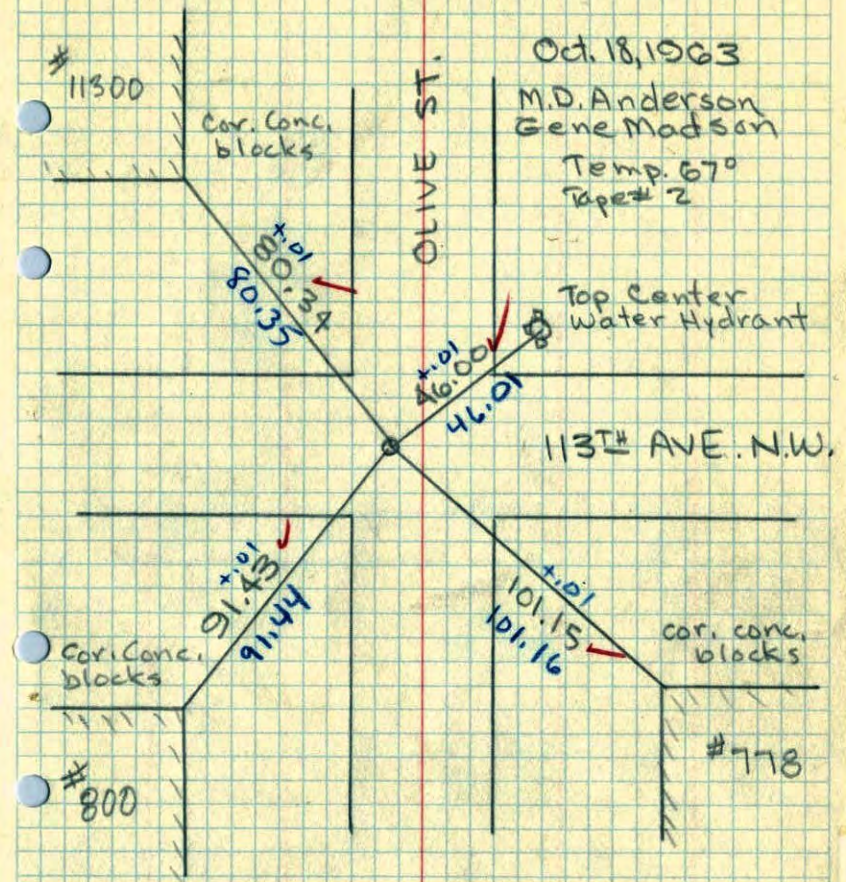 Oct. 18, 1963
M.D. Anderson
Gene Madson
Temp. 67°
Tape # 2
# 11300
Cor. Conc.
blocks
OLIVE ST.
+.01
80.34
80.35
Top Center
Water Hydrant
+.01
46.00
46.01
113TH AVE. N.W.
+.01
91.43
91.44
+.01
101.15
101.16
Cor. Conc.
blocks
cor. conc.
blocks
# 800
# 778